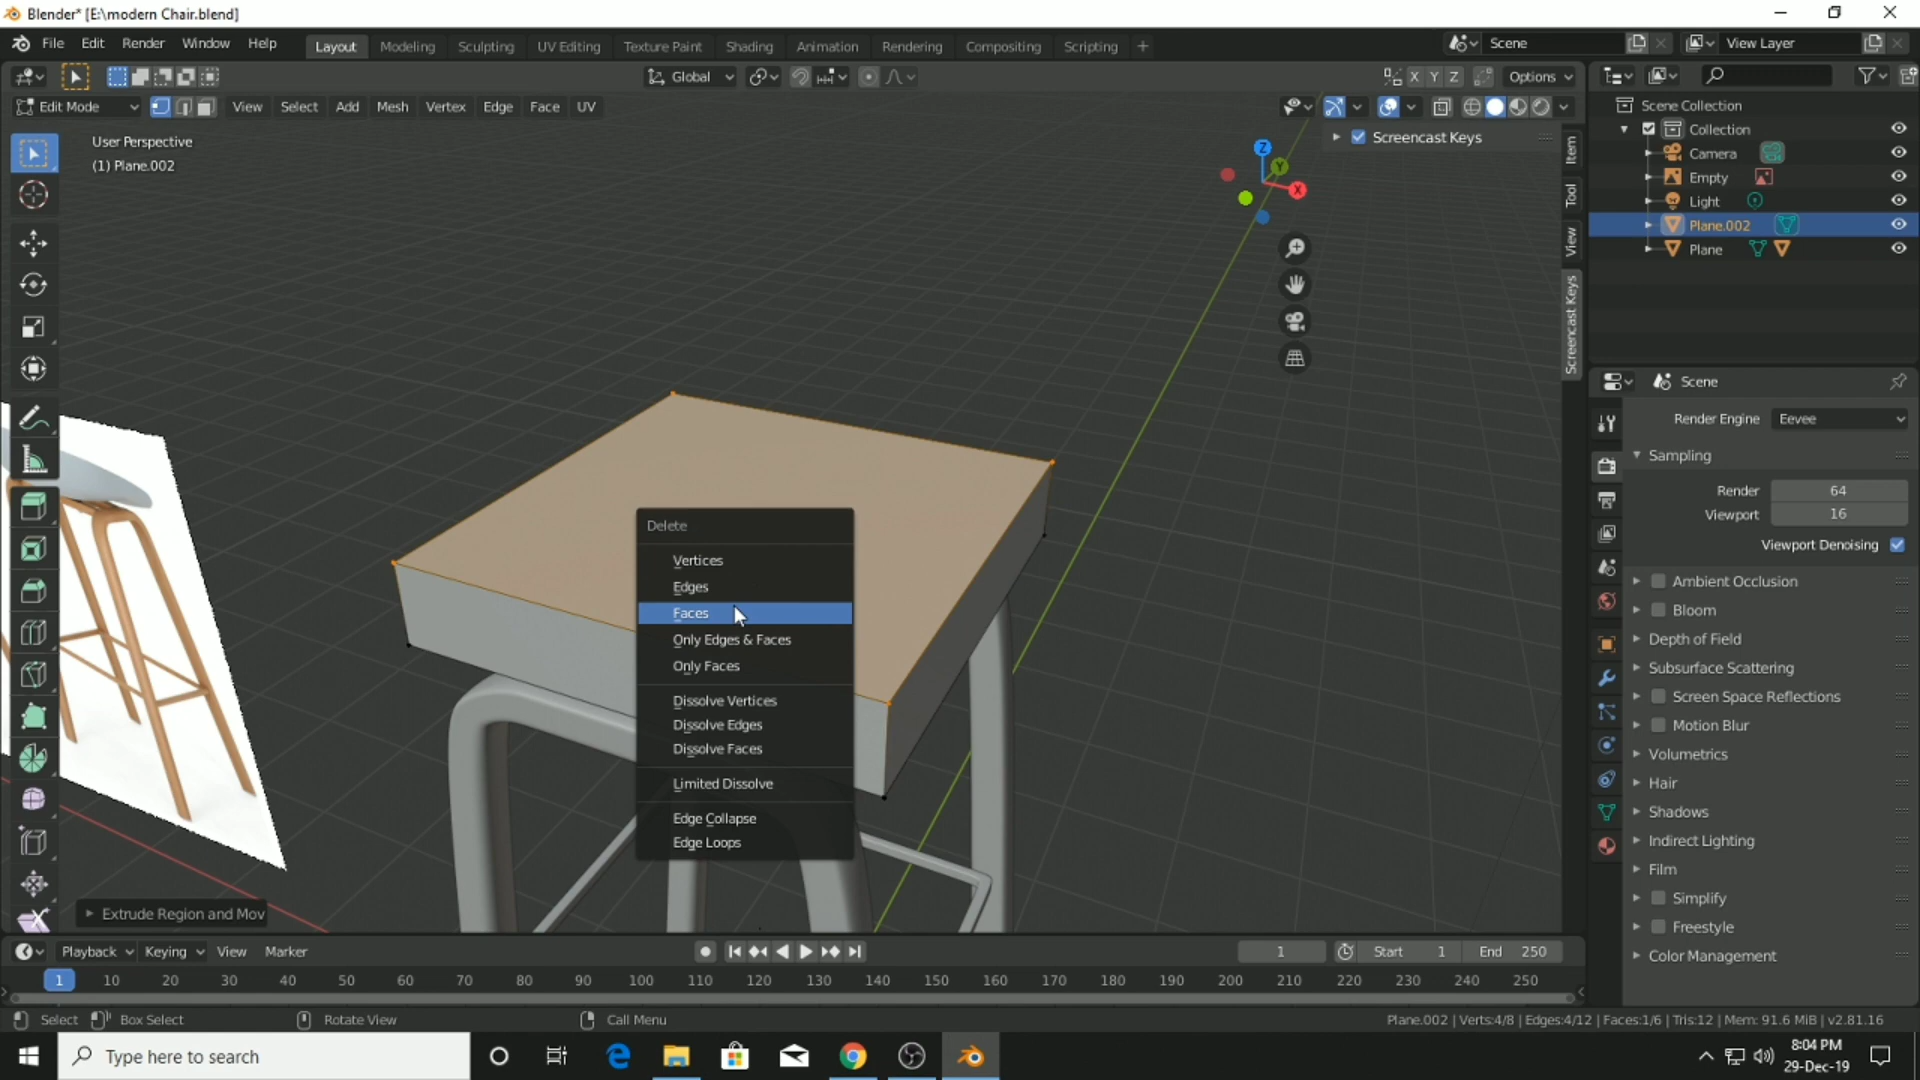 Blender* [E:\modern Chair.blend]
File Edit Render Window Help
Layout Modeling Sculpting UV Editing Texture Paint Shading Animation Rendering Compositing Scripting +
Scene
View Layer
Global
X Y Z
Options
Edit Mode
View Select Add Mesh Vertex Edge Face UV
User Perspective
(1) Plane.002
Screencast Keys
Z
Y
X
Item
Tool
View
Screencast Keys
Scene Collection
Collection
Camera
Empty
Light
Plane.002
Plane
Scene
Render Engine Eevee
Sampling
Render 64
Viewport 16
Viewport Denoising
Ambient Occlusion
Bloom
Depth of Field
Subsurface Scattering
Screen Space Reflections
Motion Blur
Volumetrics
Hair
Shadows
Indirect Lighting
Film
Simplify
Freestyle
Color Management
Delete
Vertices
Edges
Faces
Only Edges & Faces
Only Faces
Dissolve Vertices
Dissolve Edges
Dissolve Faces
Limited Dissolve
Edge Collapse
Edge Loops
Extrude Region and Mov
Playback Keying View Marker
1
Start 1
End 250
1 10 20 30 40 50 60 70 80 90 100 110 120 130 140 150 160 170 180 190 200 210 220 230 240 250
Select Box Select Rotate View Call Menu
Plane.002 | Verts:4/8 | Edges:4/12 | Faces:1/6 | Tris:12 | Mem: 91.6 MiB | v2.81.16
Type here to search
8:04 PM
29-Dec-19